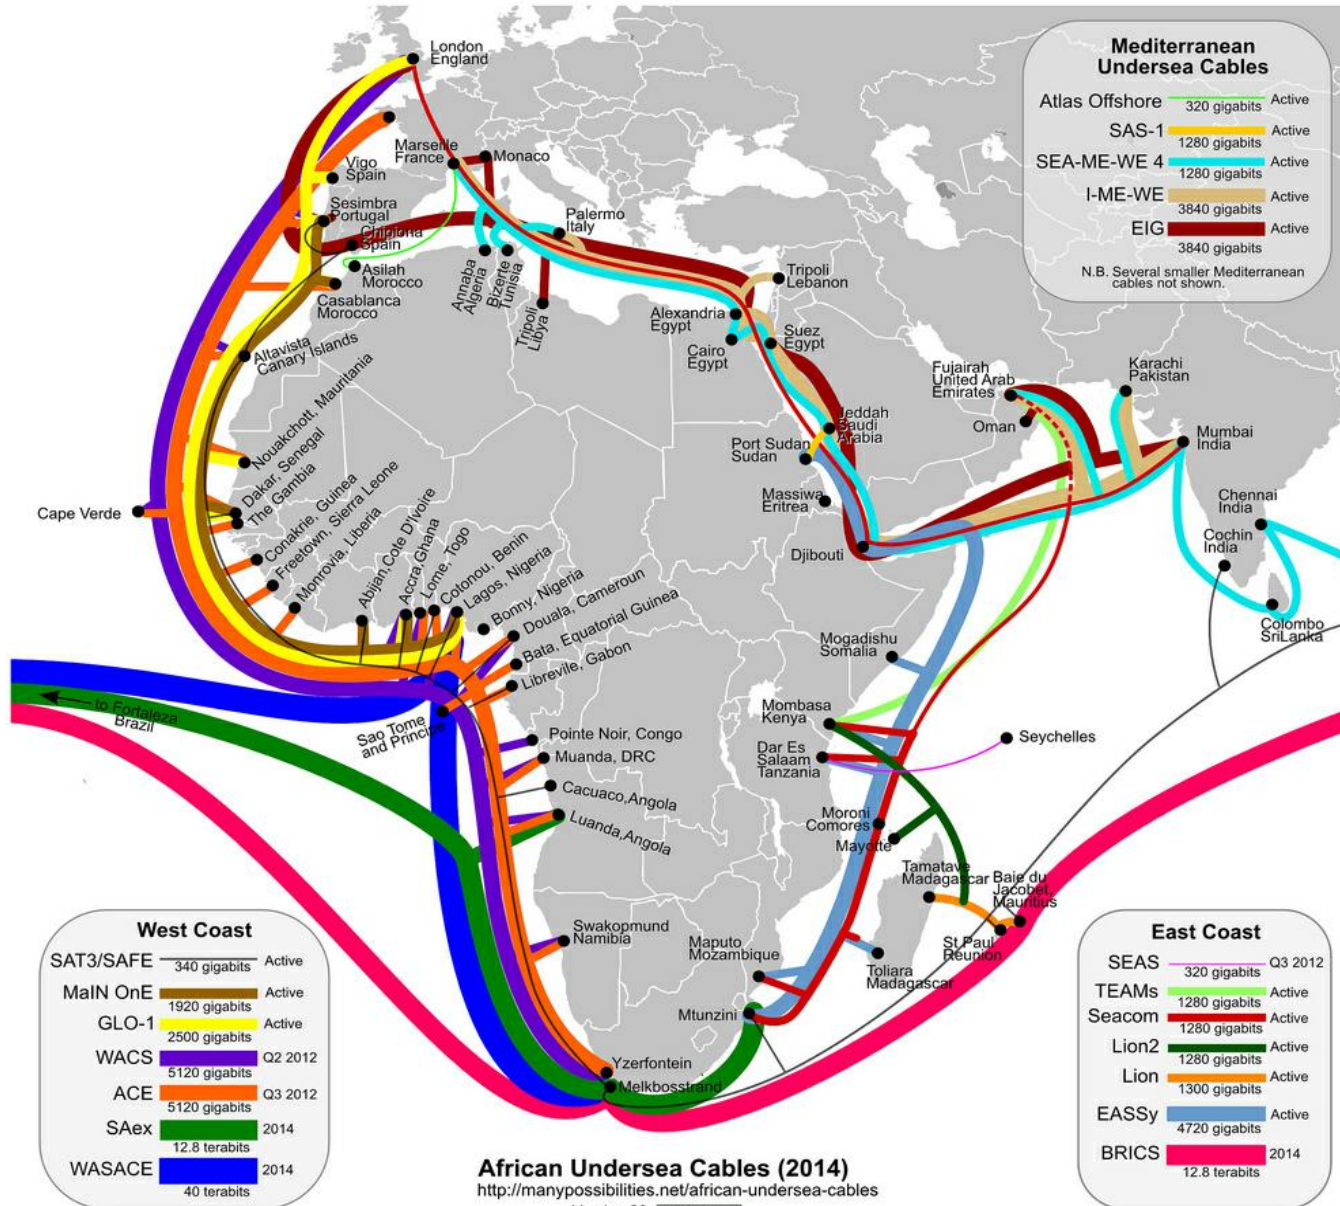 London
England
Marseille
France
Monaco
Vigo
Spain
Sesimbra
Portugal
Chipiona
Spain
Palermo
Italy
Asilah
Morocco
Casablanca
Morocco
Annaba
Algeria
Bizerte
Tunisia
Tripoli
Libya
Tripoli
Lebanon
Alexandria
Egypt
Cairo
Egypt
Suez
Egypt
Altavista
Canary Islands
Nouakchott, Mauritania
Dakar, Senegal
The Gambia
Conakrie, Guinea
Freetown, Sierra Leone
Monrovia, Liberia
Abijan,Cote D'Ivoire
Accra,Ghana
Lome, Togo
Cotonou, Benin
Lagos, Nigeria
Bonny, Nigeria
Douala, Cameroun
Bata, Equatorial Guinea
Librevile, Gabon
Cape Verde
Sao Tome
and Principe
to Fortaleza
Brazil
Pointe Noir, Congo
Muanda, DRC
Cacuaco,Angola
Luanda,Angola
Swakopmund
Namibia
Yzerfontein
Melkbosstrand
Jeddah
Saudi
Arabia
Port Sudan
Sudan
Massiwa
Eritrea
Djibouti
Fujairah
United Arab
Emirates
Oman
Karachi
Pakistan
Mumbai
India
Chennai
India
Cochin
India
Colombo
SriLanka
Mogadishu
Somalia
Mombasa
Kenya
Dar Es
Salaam
Tanzania
Seychelles
Moroni
Comores
Mayotte
Tamatave
Madagascar
Baie du
Jacobet,
Mauritius
St Paul
Reunion
Toliara
Madagascar
Maputo
Mozambique
Mtunzini
Mediterranean
Undersea Cables
Atlas Offshore 320 gigabits Active
SAS-1 1280 gigabits Active
SEA-ME-WE 4 1280 gigabits Active
I-ME-WE 3840 gigabits Active
EIG 3840 gigabits Active
N.B. Several smaller Mediterranean
cables not shown.
West Coast
SAT3/SAFE 340 gigabits Active
MaIN OnE 1920 gigabits Active
GLO-1 2500 gigabits Active
WACS 5120 gigabits Q2 2012
ACE 5120 gigabits Q3 2012
SAex 12.8 terabits 2014
WASACE 40 terabits 2014
East Coast
SEAS 320 gigabits Q3 2012
TEAMs 1280 gigabits Active
Seacom 1280 gigabits Active
Lion2 1280 gigabits Active
Lion 1300 gigabits Active
EASSy 4720 gigabits Active
BRICS 12.8 terabits 2014
African Undersea Cables (2014)
http://manypossibilities.net/african-undersea-cables